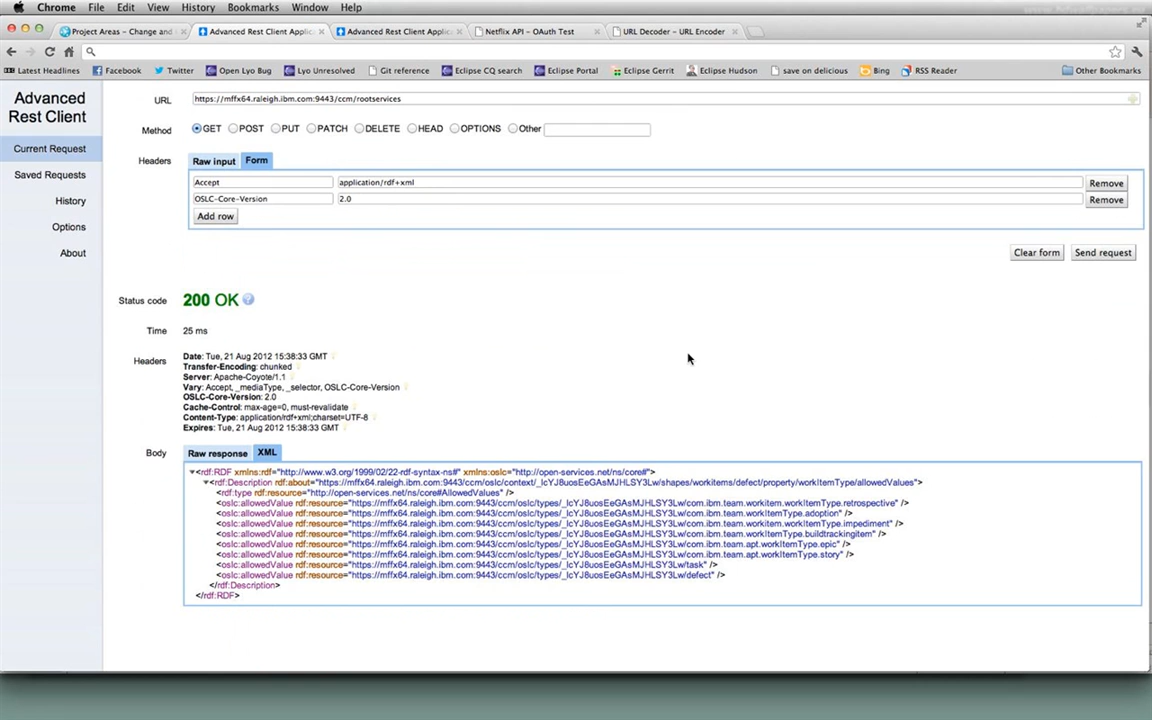 Chrome File Edit View History Bookmarks Window Help
Project Areas - Change and
Advanced Rest Client Applic
Advanced Rest Client Applic
Netflix API - OAuth Test
URL Decoder - URL Encoder
Latest Headlines Facebook Twitter Open Lyo Bug Lyo Unresolved Git reference Eclipse CQ search Eclipse Portal Eclipse Gerrit Eclipse Hudson save on delicious Bing RSS Reader Other Bookmarks
Advanced
Rest Client
Current Request
Saved Requests
History
Options
About
URL https://mffx64.raleigh.ibm.com:9443/ccm/rootservices
Method GET POST PUT PATCH DELETE HEAD OPTIONS Other
Headers Raw input Form
Accept application/rdf+xml Remove
OSLC-Core-Version 2.0 Remove
Add row
Clear form Send request
Status code 200 OK
Time 25 ms
Headers
Date: Tue, 21 Aug 2012 15:38:33 GMT
Transfer-Encoding: chunked
Server: Apache-Coyote/1.1
Vary: Accept, _mediaType, _selector, OSLC-Core-Version
OSLC-Core-Version: 2.0
Cache-Control: max-age=0, must-revalidate
Content-Type: application/rdf+xml;charset=UTF-8
Expires: Tue, 21 Aug 2012 15:38:33 GMT
Body Raw response XML
<rdf:RDF xmlns:rdf="http://www.w3.org/1999/02/22-rdf-syntax-ns#" xmlns:oslc="http://open-services.net/ns/core#">
<rdf:Description rdf:about="https://mffx64.raleigh.ibm.com:9443/ccm/oslc/context/_IcYJ8uosEeGAsMJHLSY3Lw/shapes/workitems/defect/property/workItemType/allowedValues">
<rdf:type rdf:resource="http://open-services.net/ns/core#AllowedValues" />
<oslc:allowedValue rdf:resource="https://mffx64.raleigh.ibm.com:9443/ccm/oslc/types/_IcYJ8uosEeGAsMJHLSY3Lw/com.ibm.team.workitem.workItemType.retrospective" />
<oslc:allowedValue rdf:resource="https://mffx64.raleigh.ibm.com:9443/ccm/oslc/types/_IcYJ8uosEeGAsMJHLSY3Lw/com.ibm.team.workItemType.adoption" />
<oslc:allowedValue rdf:resource="https://mffx64.raleigh.ibm.com:9443/ccm/oslc/types/_IcYJ8uosEeGAsMJHLSY3Lw/com.ibm.team.workitem.workItemType.impediment" />
<oslc:allowedValue rdf:resource="https://mffx64.raleigh.ibm.com:9443/ccm/oslc/types/_IcYJ8uosEeGAsMJHLSY3Lw/com.ibm.team.workItemType.buildtrackingitem" />
<oslc:allowedValue rdf:resource="https://mffx64.raleigh.ibm.com:9443/ccm/oslc/types/_IcYJ8uosEeGAsMJHLSY3Lw/com.ibm.team.apt.workItemType.epic" />
<oslc:allowedValue rdf:resource="https://mffx64.raleigh.ibm.com:9443/ccm/oslc/types/_IcYJ8uosEeGAsMJHLSY3Lw/com.ibm.team.apt.workItemType.story" />
<oslc:allowedValue rdf:resource="https://mffx64.raleigh.ibm.com:9443/ccm/oslc/types/_IcYJ8uosEeGAsMJHLSY3Lw/task" />
<oslc:allowedValue rdf:resource="https://mffx64.raleigh.ibm.com:9443/ccm/oslc/types/_IcYJ8uosEeGAsMJHLSY3Lw/defect" />
</rdf:Description>
</rdf:RDF>